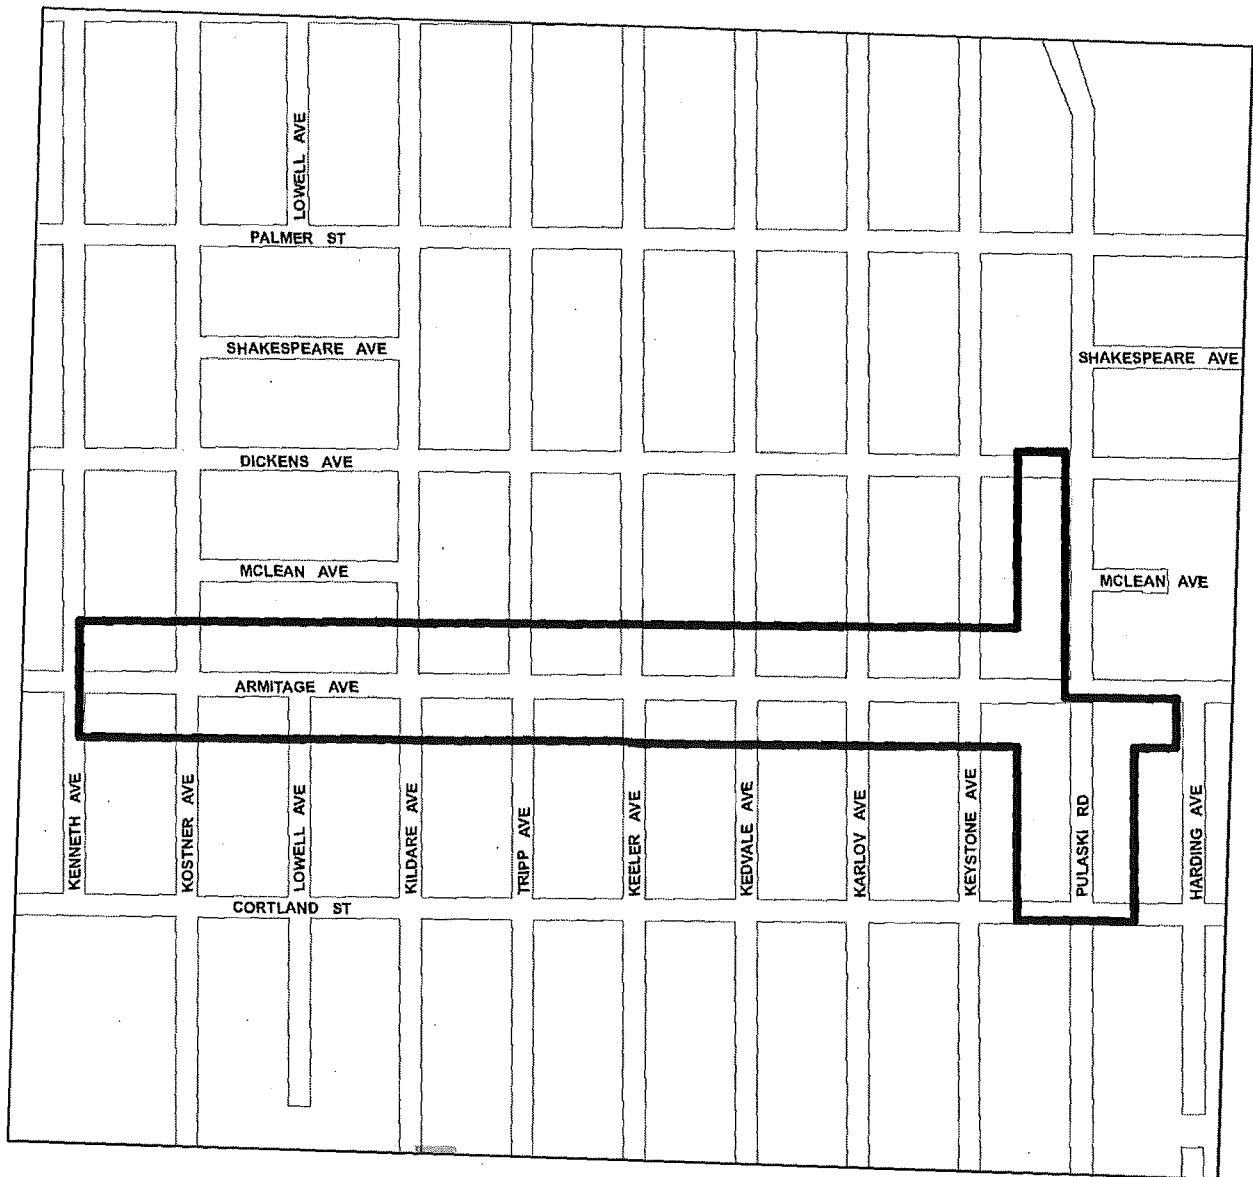 LOWELL AVE
PALMER ST
SHAKESPEARE AVE
SHAKESPEARE AVE
DICKENS AVE
MCLEAN AVE
MCLEAN AVE
ARMITAGE AVE
KENNETH AVE
KOSTNER AVE
LOWELL AVE
KILDARE AVE
TRIPP AVE
KEELER AVE
KEDVALE AVE
KARLOV AVE
KEYSTONE AVE
PULASKI RD
HARDING AVE
CORTLAND ST